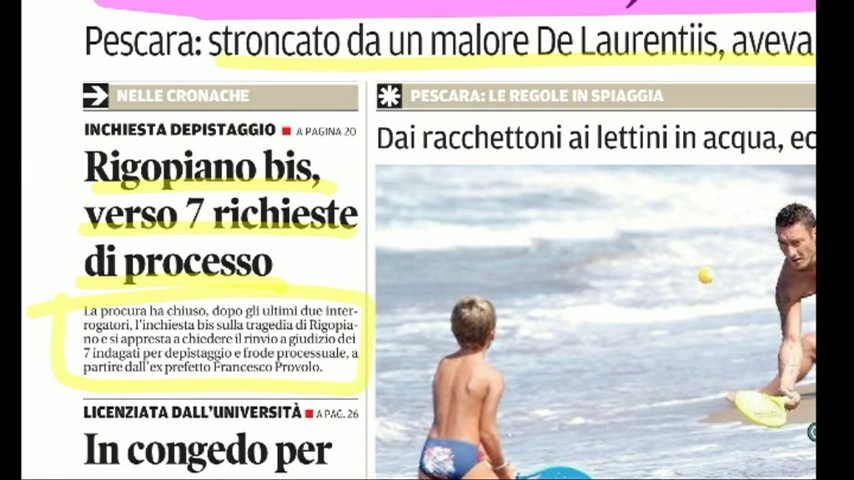 Pescara: stroncato da un malore De Laurentiis, aveva
NELLE CRONACHE
INCHIESTA DEPISTAGGIO A PAGINA 20
Rigopiano bis,
verso 7 richieste
di processo
La procura ha chiuso, dopo gli ultimi due inter-
rogatori, l'inchiesta bis sulla tragedia di Rigopia-
no e si appresta a chiedere il rinvio a giudizio dei
7 indagati per depistaggio e frode processuale, a
partire dall'ex prefetto Francesco Provolo.
LICENZIATA DALL'UNIVERSITÀ A PAG. 26
In congedo per
PESCARA: LE REGOLE IN SPIAGGIA
Dai racchettoni ai lettini in acqua, ec